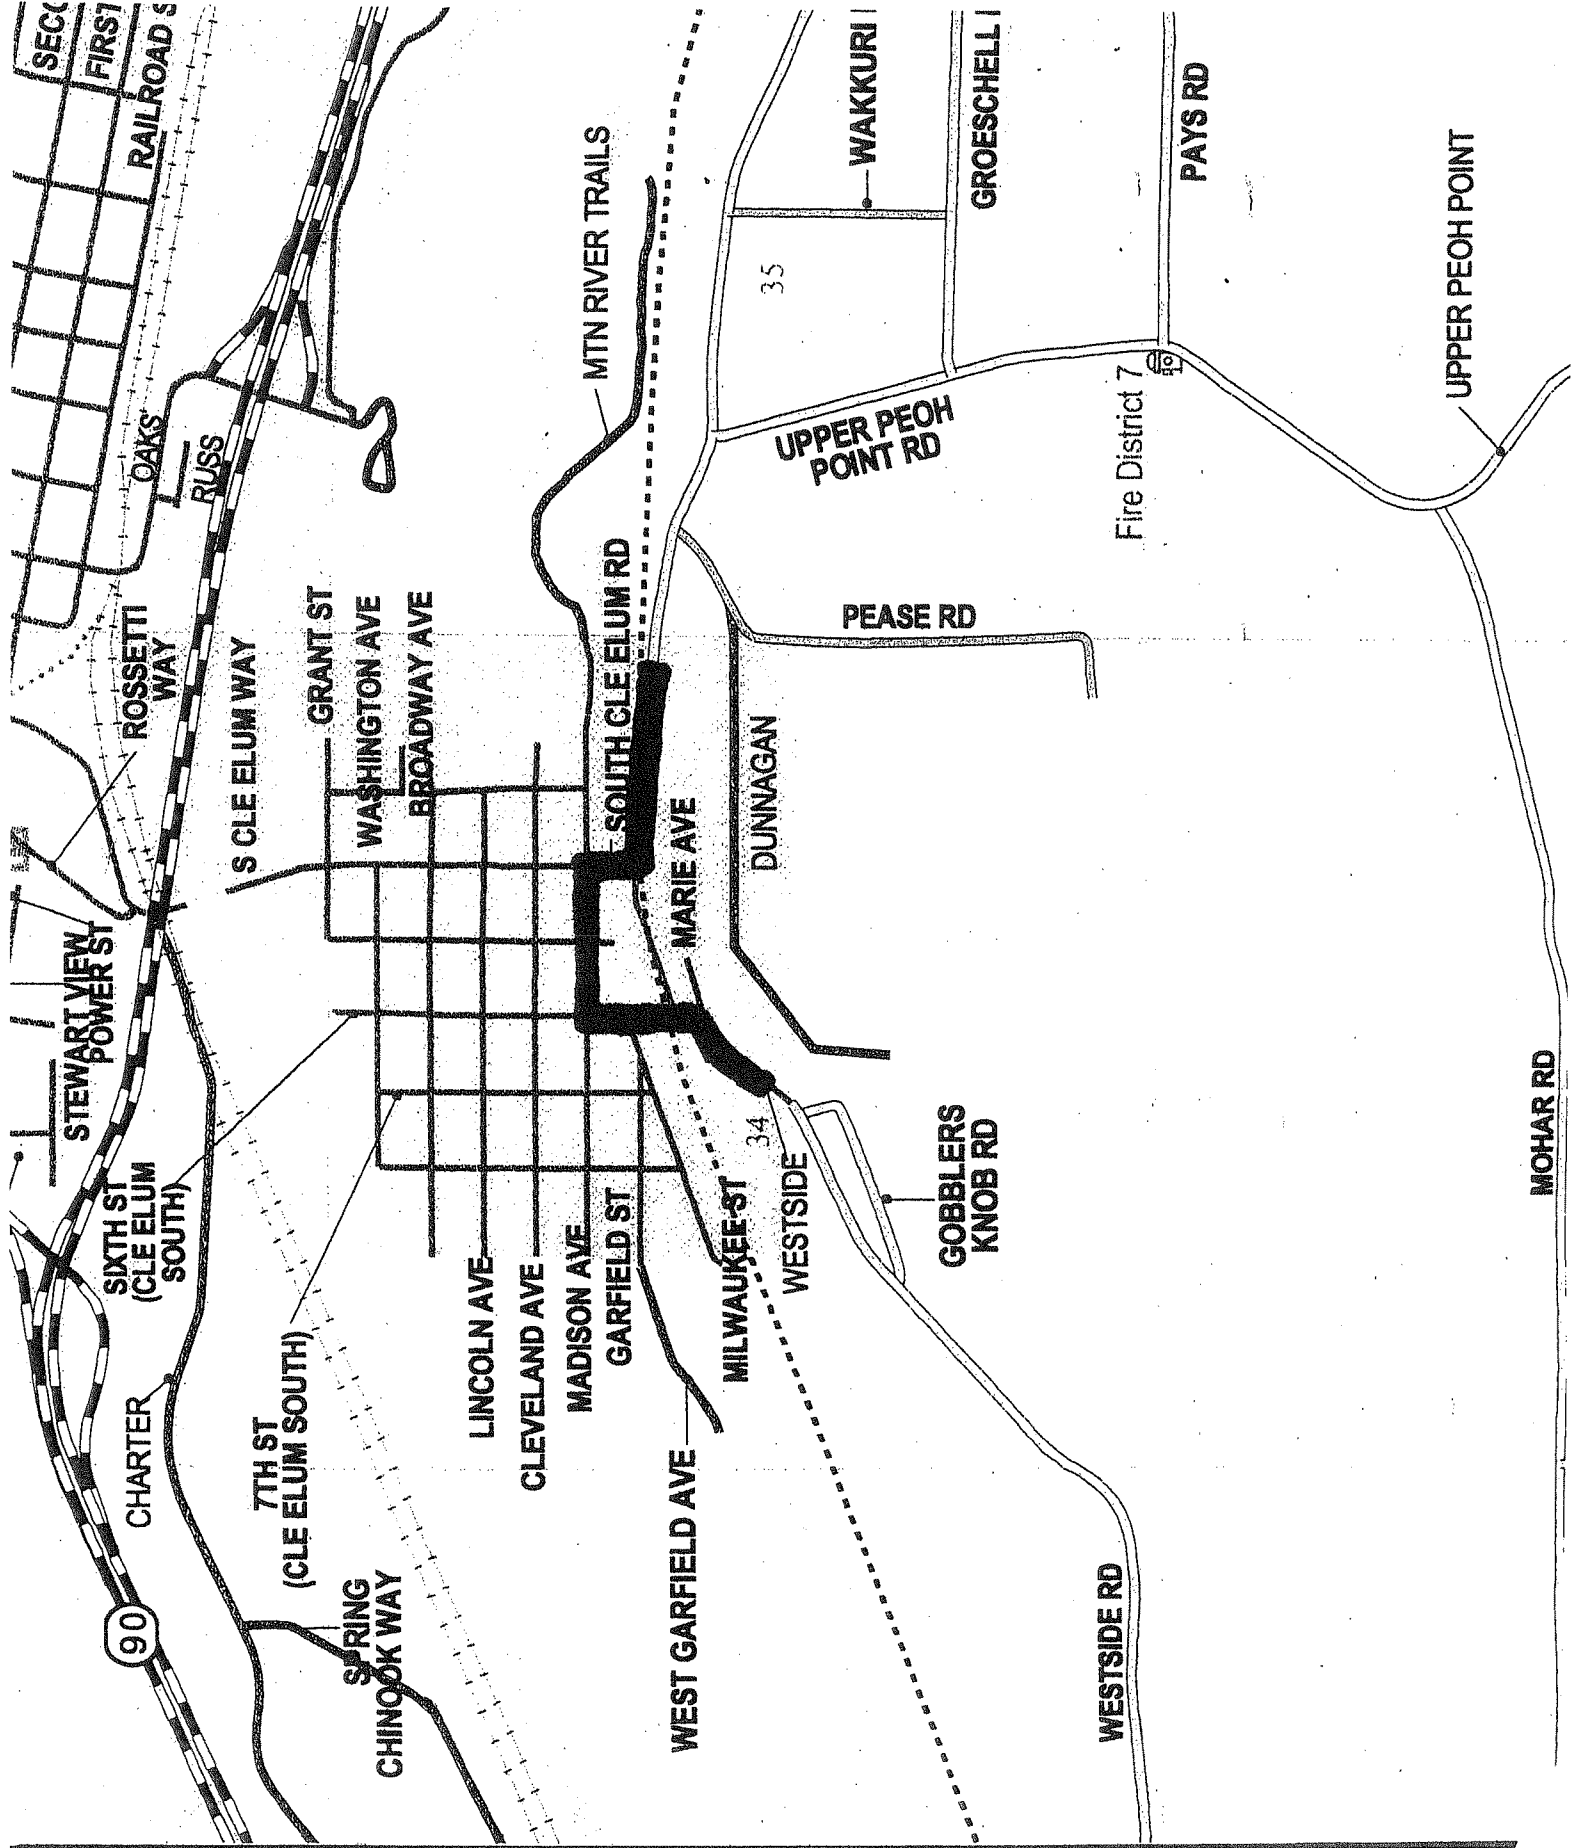 SECO
FIRST
RAILROAD S
OAKS
RUSS
ROSSETTI
WAY
S CLE ELUM WAY
GRANT ST
WASHINGTON AVE
BROADWAY AVE
MTN RIVER TRAILS
SOUTH CLE ELUM RD
WAKKURI
GROESCHELL
PAYS RD
35
UPPER PEOH
POINT RD
Fire District 7
UPPER PEOH POINT
PEASE RD
DUNNAGAN
MARIE AVE
STEWART VIEW
POWER ST
SIXTH ST
(CLE ELUM
SOUTH)
CHARTER
7TH ST
(CLE ELUM SOUTH)
90
SPRING
CHINOOK WAY
LINCOLN AVE
CLEVELAND AVE
MADISON AVE
GARFIELD ST
WEST GARFIELD AVE
MILWAUKEE ST
34
WESTSIDE
GOBBLERS
KNOB RD
WESTSIDE RD
MOHAR RD